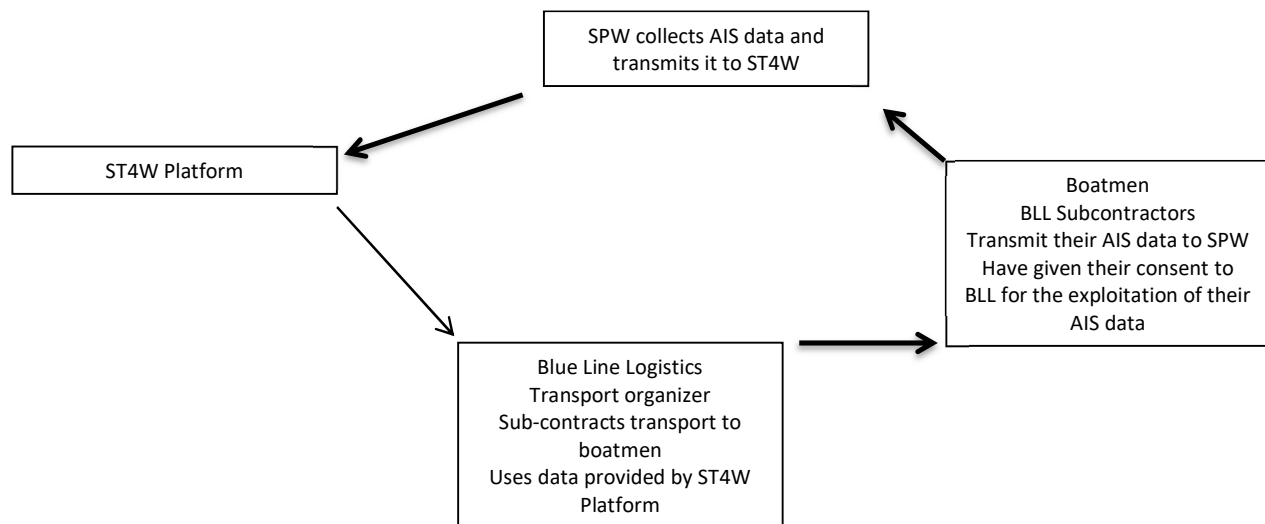 SPW collects AIS data and
transmits it to ST4W
ST4W Platform
Boatmen
BLL Subcontractors
Transmit their AIS data to SPW
Have given their consent to
BLL for the exploitation of their
AIS data
Blue Line Logistics
Transport organizer
Sub-contracts transport to
boatmen
Uses data provided by ST4W
Platform